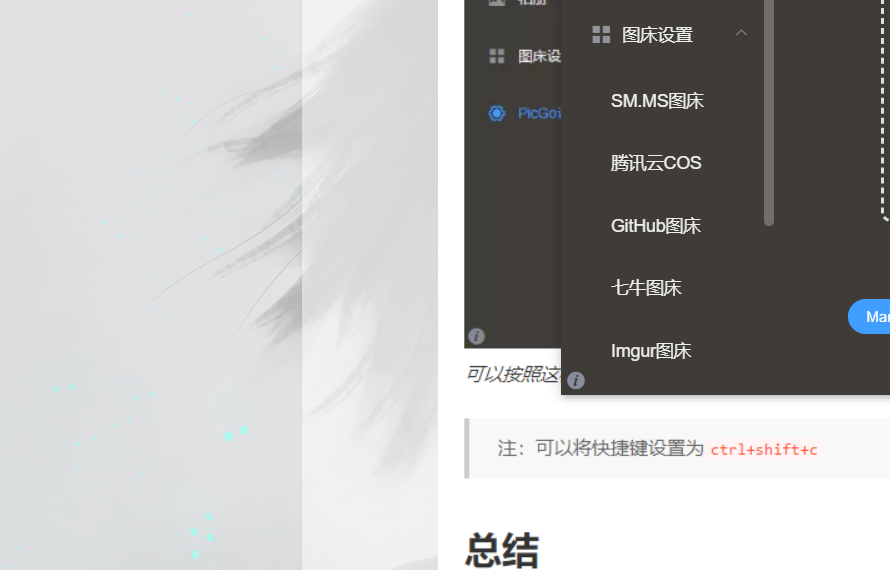 图床设
PicGo
图床设置
SM.MS图床
腾讯云COS
GitHub图床
七牛图床
Imgur图床
Mar
可以按照这
注：可以将快捷键设置为 ctrl+shift+c
总结